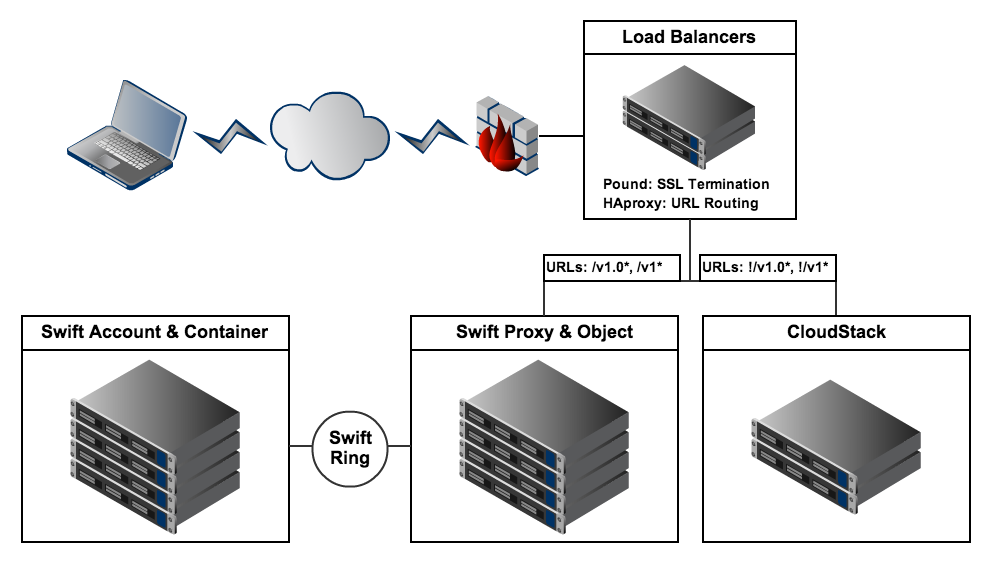 Load Balancers
Pound: SSL Termination
HAproxy: URL Routing
URLs: /v1.0*, /v1*
URLs: !/v1.0*, !/v1*
Swift Account & Container
Swift Proxy & Object
CloudStack
Swift
Ring